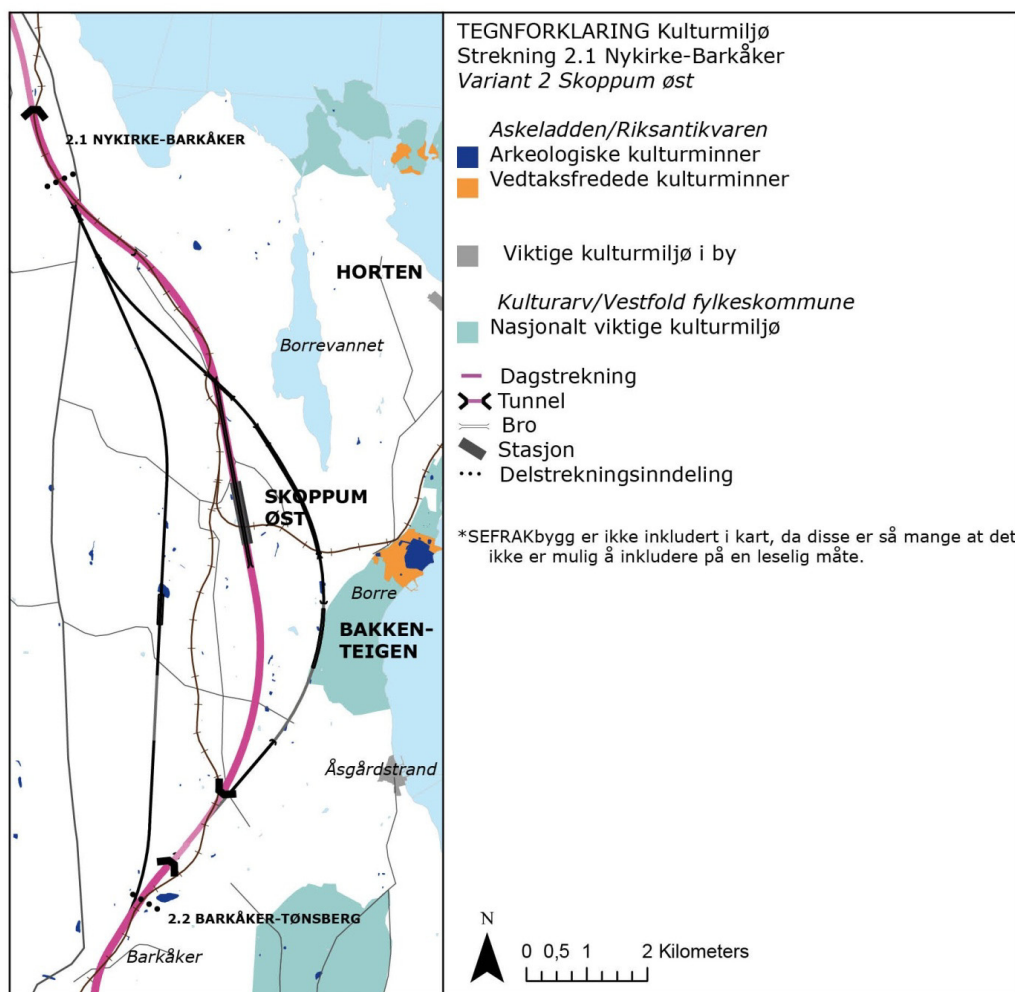 2.1 NYKIRKE-BARKÅKER
HORTEN
Borrevannet
SKOPPUM
ØST
Borre
BAKKEN-
TEIGEN
Åsgårdstrand
2.2 BARKÅKER-TØNSBERG
Barkåker
TEGNFORKLARING Kulturmiljø
Strekning 2.1 Nykirke-Barkåker
Variant 2 Skoppum øst
Askeladden/Riksantikvaren
Arkeologiske kulturminner
Vedtaksfredede kulturminner
Viktige kulturmiljø i by
Kulturarv/Vestfold fylkeskommune
Nasjonalt viktige kulturmiljø
Dagstrekning
Tunnel
Bro
Stasjon
Delstrekningsinndeling
*SEFRAKbygg er ikke inkludert i kart, da disse er så mange at det
ikke er mulig å inkludere på en leselig måte.
N
0 0,5 1 2 Kilometers